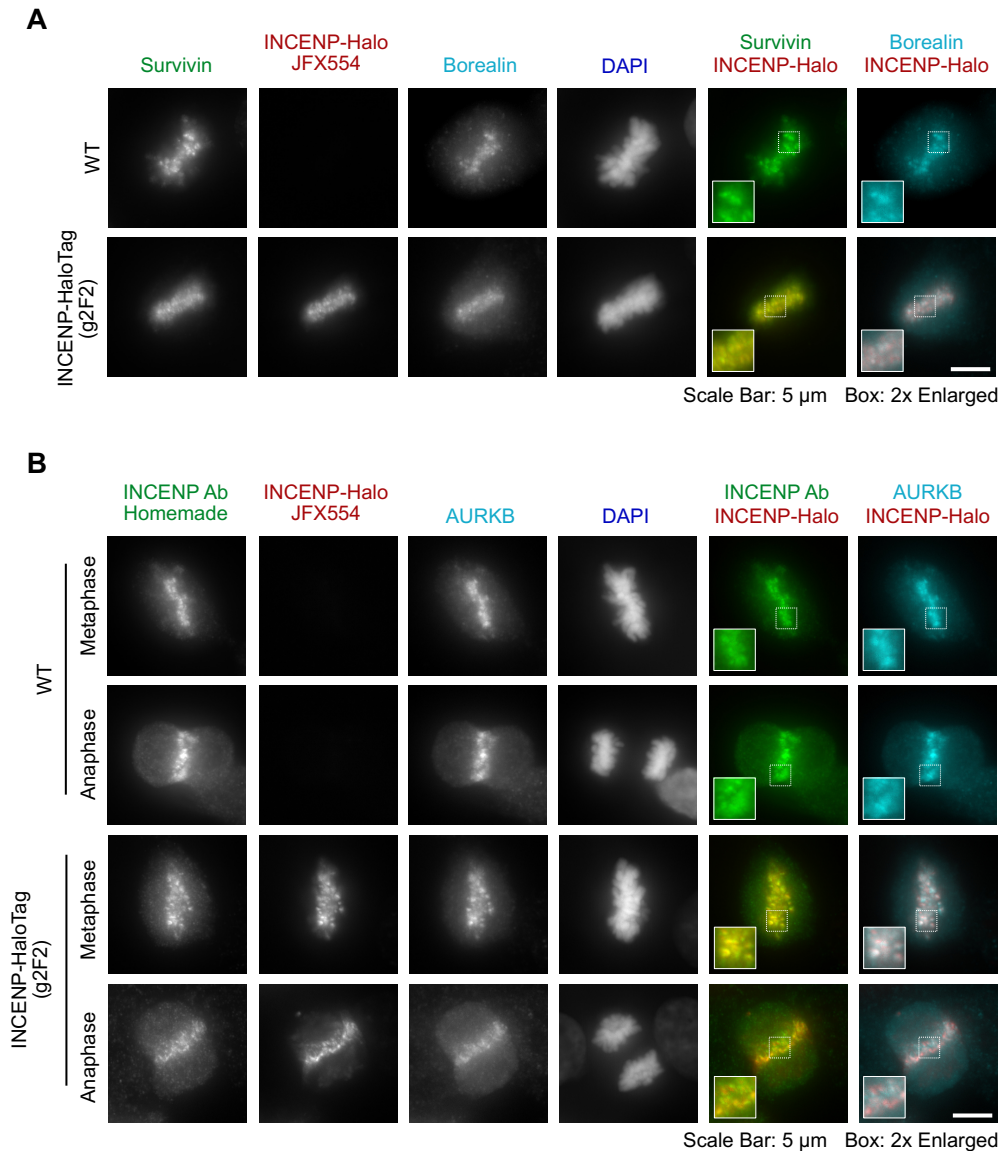 A
Survivin
INCENP-Halo
JFX554
Borealin
DAPI
Survivin
INCENP-Halo
Borealin
INCENP-Halo
WT
INCENP-HaloTag
(g2F2)
Scale Bar: 5 µm Box: 2x Enlarged
B
INCENP Ab
Homemade
INCENP-Halo
JFX554
AURKB
DAPI
INCENP Ab
INCENP-Halo
AURKB
INCENP-Halo
WT
Metaphase
Anaphase
INCENP-HaloTag
(g2F2)
Metaphase
Anaphase
Scale Bar: 5 µm Box: 2x Enlarged